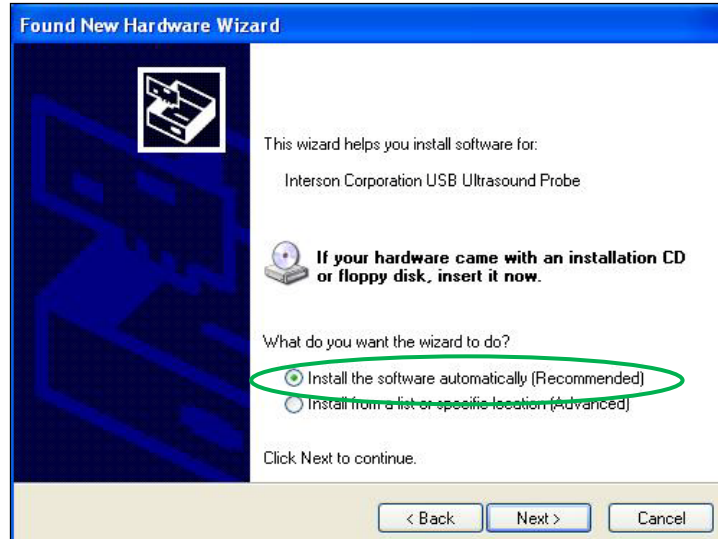 Found New Hardware Wizard
This wizard helps you install software for:
Interson Corporation USB Ultrasound Probe
If your hardware came with an installation CD
or floppy disk, insert it now.
What do you want the wizard to do?
Install the software automatically (Recommended)
Install from a list or specific location (Advanced)
Click Next to continue.
< Back Next > Cancel